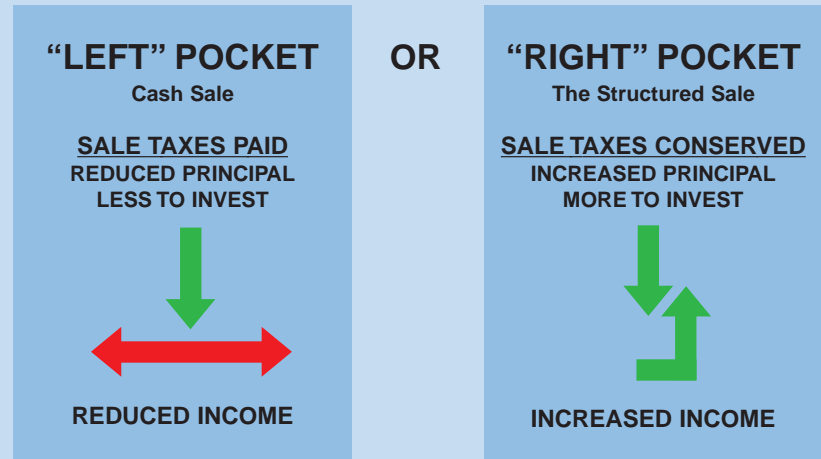 “LEFT” POCKET
Cash Sale
SALE TAXES PAID
REDUCED PRINCIPAL
LESS TO INVEST
REDUCED INCOME
OR
“RIGHT” POCKET
The Structured Sale
SALE TAXES CONSERVED
INCREASED PRINCIPAL
MORE TO INVEST
INCREASED INCOME